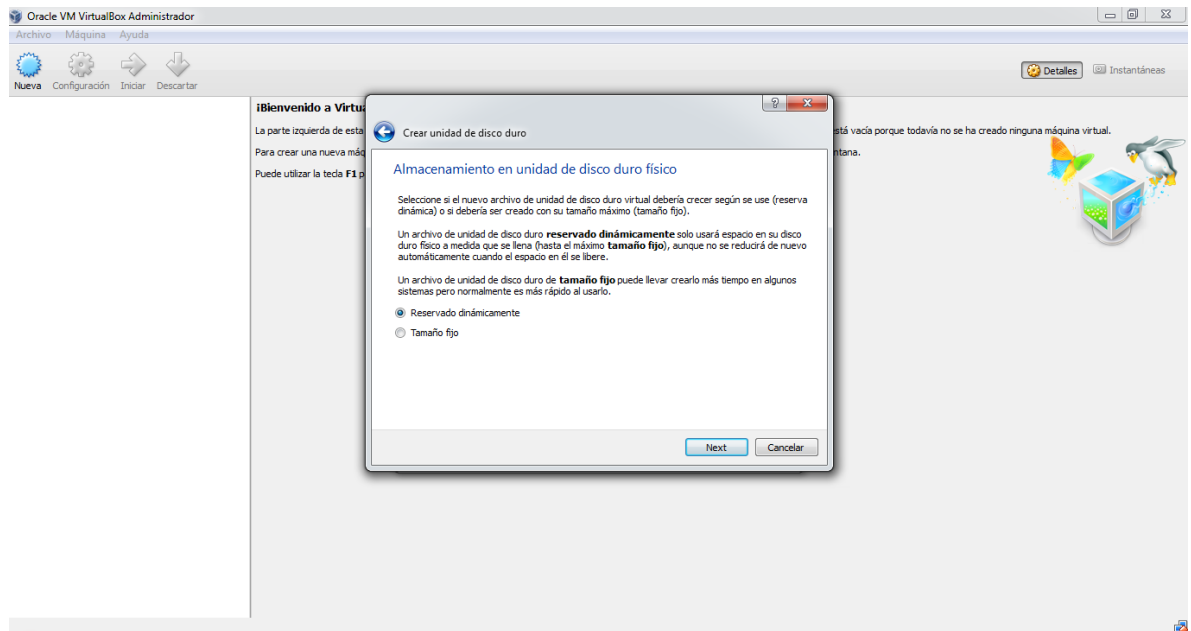 Oracle VM VirtualBox Administrador
Archivo Máquina Ayuda
Nueva Configuración Iniciar Descartar
Detalles Instantáneas
¡Bienvenido a Virtua
La parte izquierda de esta
está vacía porque todavía no se ha creado ninguna máquina virtual.
Para crear una nueva máq
ntana.
Puede utilizar la tecla F1 p
Crear unidad de disco duro
Almacenamiento en unidad de disco duro físico
Seleccione si el nuevo archivo de unidad de disco duro virtual debería crecer según se use (reserva
dinámica) o si debería ser creado con su tamaño máximo (tamaño fijo).
Un archivo de unidad de disco duro reservado dinámicamente solo usará espacio en su disco
duro físico a medida que se llena (hasta el máximo tamaño fijo), aunque no se reducirá de nuevo
automáticamente cuando el espacio en él se libere.
Un archivo de unidad de disco duro de tamaño fijo puede llevar crearlo más tiempo en algunos
sistemas pero normalmente es más rápido al usarlo.
Reservado dinámicamente
Tamaño fijo
Next Cancelar